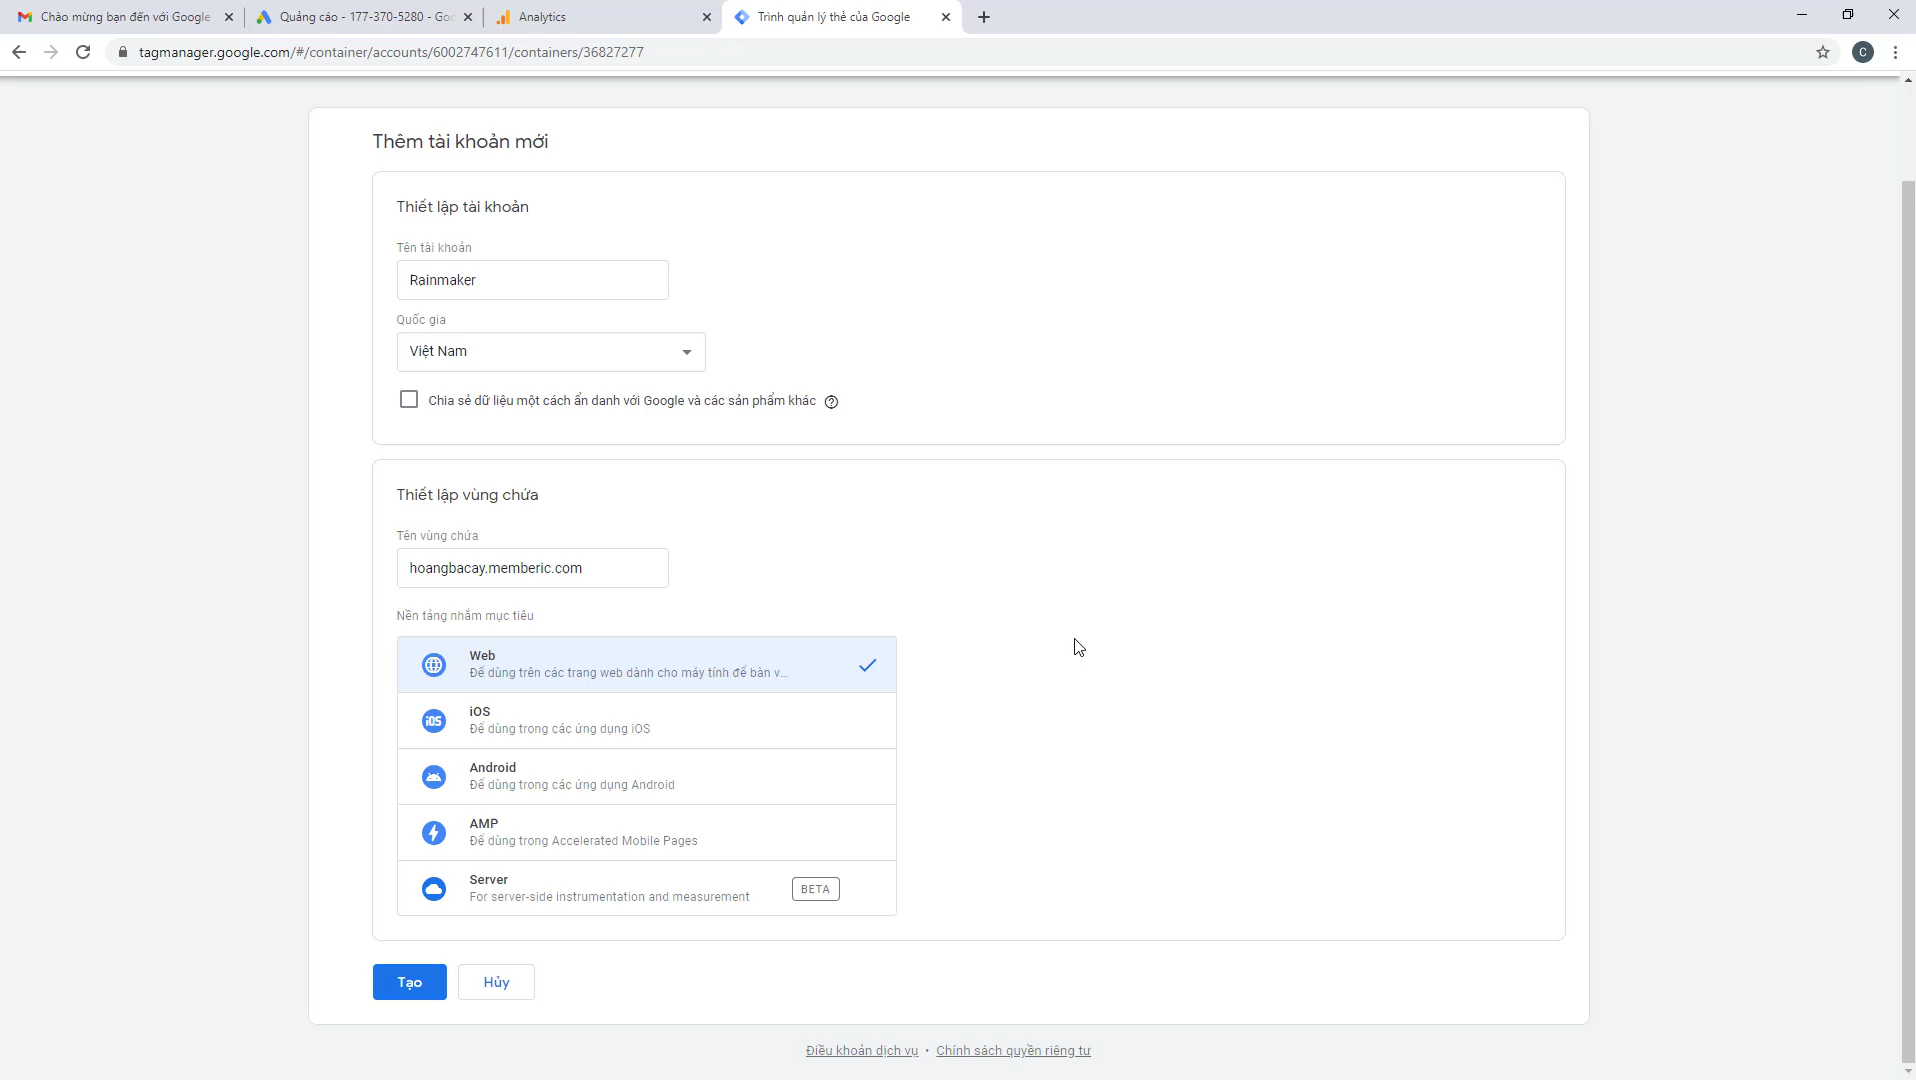 Chào mừng bạn đến với Google
Quảng cáo - 177-370-5280 - Goo
Analytics
Trình quản lý thẻ của Google
tagmanager.google.com/#/container/accounts/6002747611/containers/36827277
C
Thêm tài khoản mới
Thiết lập tài khoản
Tên tài khoản
Rainmaker
Quốc gia
Việt Nam
Chia sẻ dữ liệu một cách ẩn danh với Google và các sản phẩm khác
Thiết lập vùng chứa
Tên vùng chứa
hoangbacay.memberic.com
Nền tảng nhắm mục tiêu
Web
Để dùng trên các trang web dành cho máy tính để bàn v...
iOS
iOS
Để dùng trong các ứng dụng iOS
Android
Để dùng trong các ứng dụng Android
AMP
Để dùng trong Accelerated Mobile Pages
Server
For server-side instrumentation and measurement
BETA
Tạo
Hủy
Điều khoản dịch vụ • Chính sách quyền riêng tư